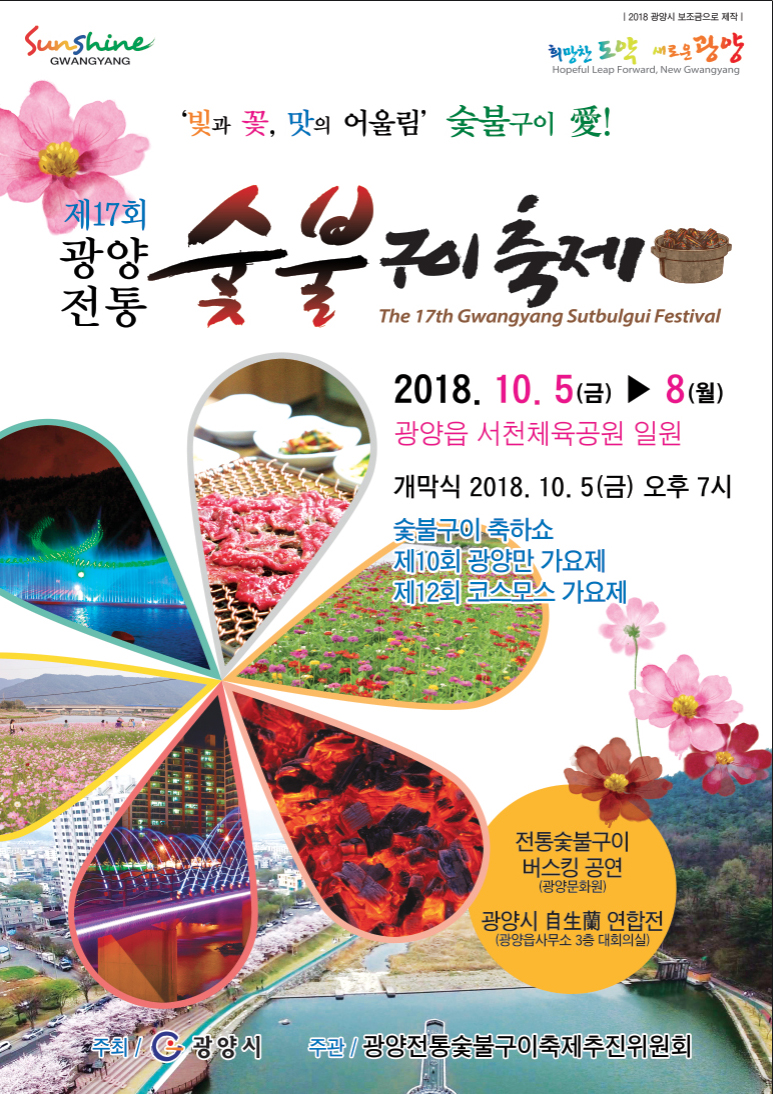 | 2018 광양시 보조금으로 제작 |
Sunshine
GWANGYANG
희망찬 도약 새로운 광양
Hopeful Leap Forward, New Gwangyang
‘빛과 꽃, 맛의 어울림’ 숯불구이 愛!
제17회
광양
전통
숯불구이 축제
The 17th Gwangyang Sutbulgui Festival
2018. 10. 5(금) ▶ 8(월)
광양읍 서천체육공원 일원
개막식 2018. 10. 5(금) 오후 7시
숯불구이 축하쇼
제10회 광양만 가요제
제12회 코스모스 가요제
전통숯불구이
버스킹 공연
(광양문화원)
광양시 自生蘭 연합전
(광양읍사무소 3층 대회의실)
주최 / 광양시 주관 / 광양전통숯불구이축제추진위원회